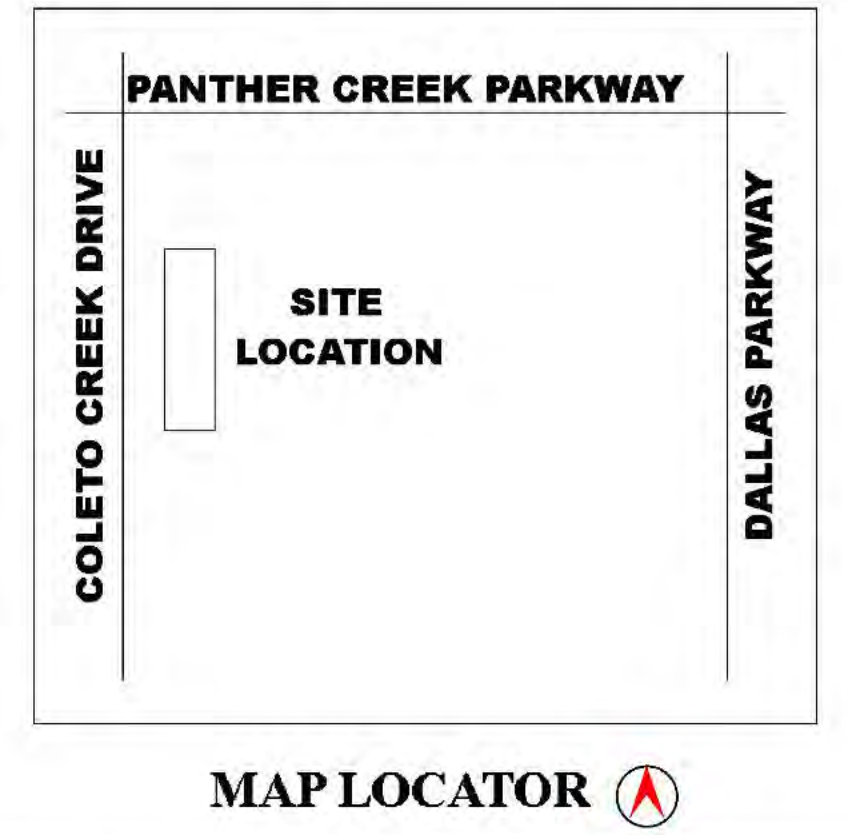 PANTHER CREEK PARKWAY
COLETO CREEK DRIVE
SITE
LOCATION
DALLAS PARKWAY
MAP LOCATOR